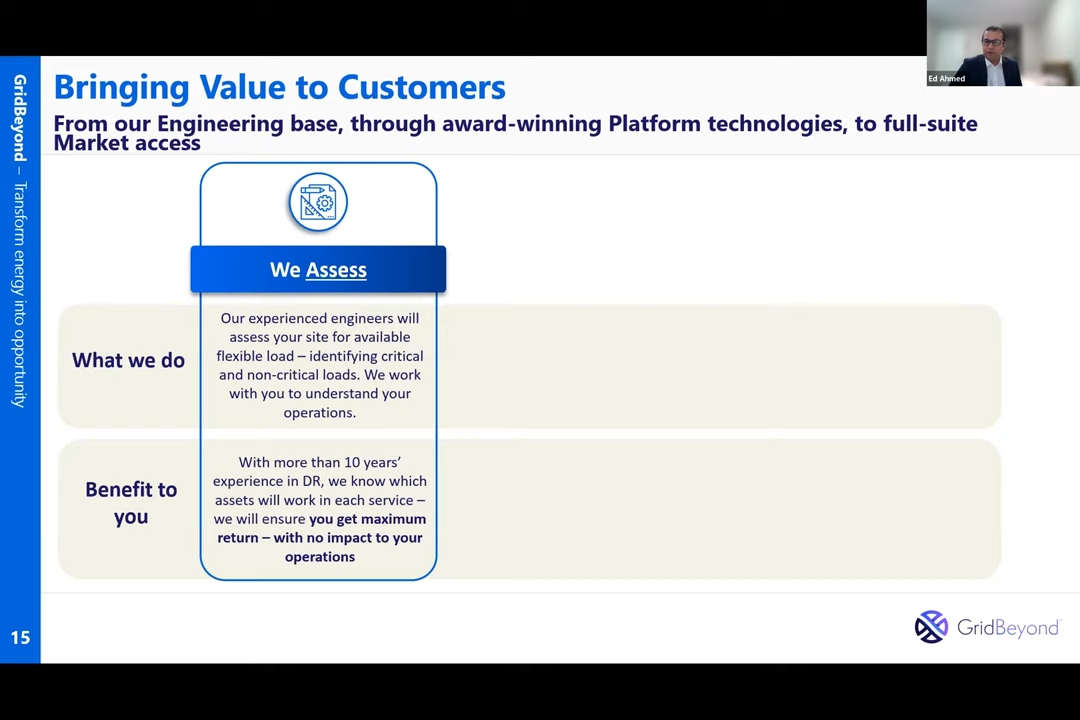 Ed Ahmed
Bringing Value to Customers
From our Engineering base, through award-winning Platform technologies, to full-suite
Market access
GridBeyond – Transform energy into opportunity
We Assess
What we do
Our experienced engineers will
assess your site for available
flexible load – identifying critical
and non-critical loads. We work
with you to understand your
operations.
Benefit to
you
With more than 10 years’
experience in DR, we know which
assets will work in each service –
we will ensure you get maximum
return – with no impact to your
operations
15
GridBeyond